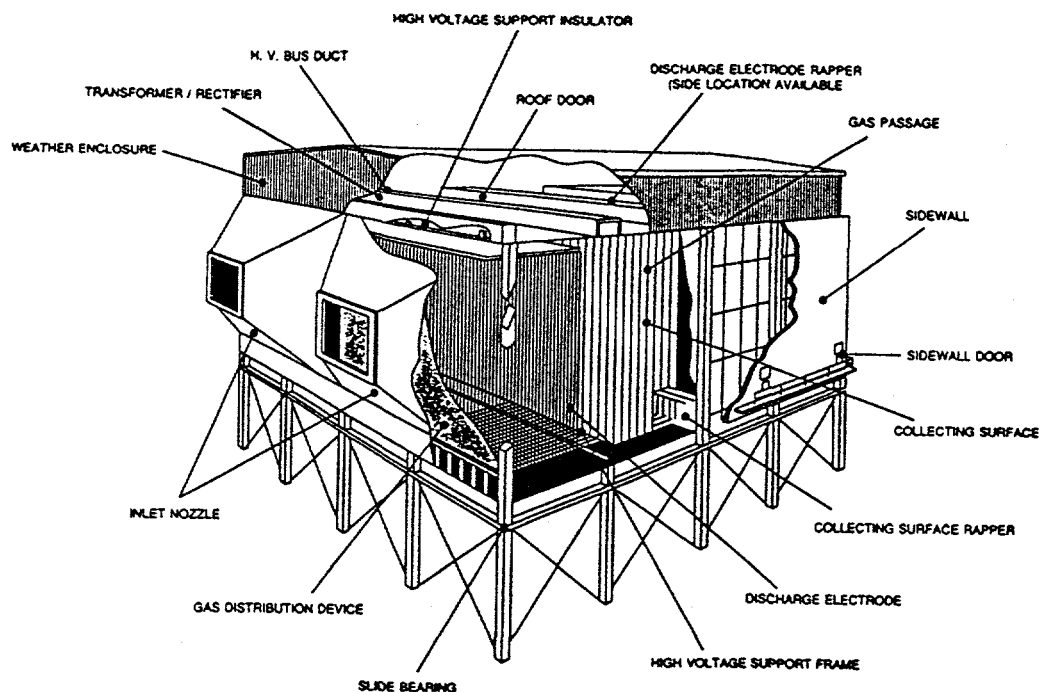 HIGH VOLTAGE SUPPORT INSULATOR
H. V. BUS DUCT
DISCHARGE ELECTRODE RAPPER
(SIDE LOCATION AVAILABLE
TRANSFORMER / RECTIFIER
ROOF DOOR
GAS PASSAGE
WEATHER ENCLOSURE
SIDEWALL
SIDEWALL DOOR
COLLECTING SURFACE
INLET NOZZLE
COLLECTING SURFACE RAPPER
GAS DISTRIBUTION DEVICE
DISCHARGE ELECTRODE
HIGH VOLTAGE SUPPORT FRAME
SLIDE BEARING